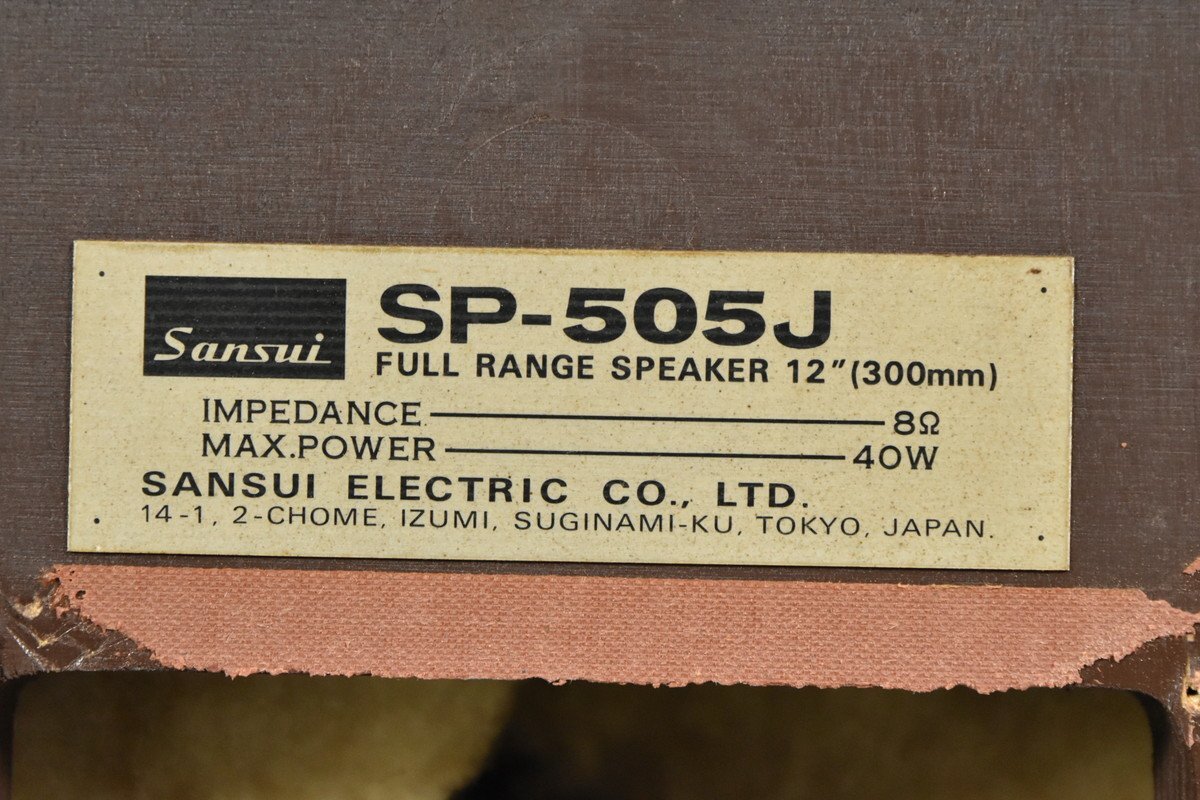 Sansui
SP-505J
FULL RANGE SPEAKER 12"(300mm)
IMPEDANCE 8Ω
MAX.POWER 40W
SANSUI ELECTRIC CO., LTD.
14-1, 2-CHOME, IZUMI, SUGINAMI-KU, TOKYO, JAPAN.